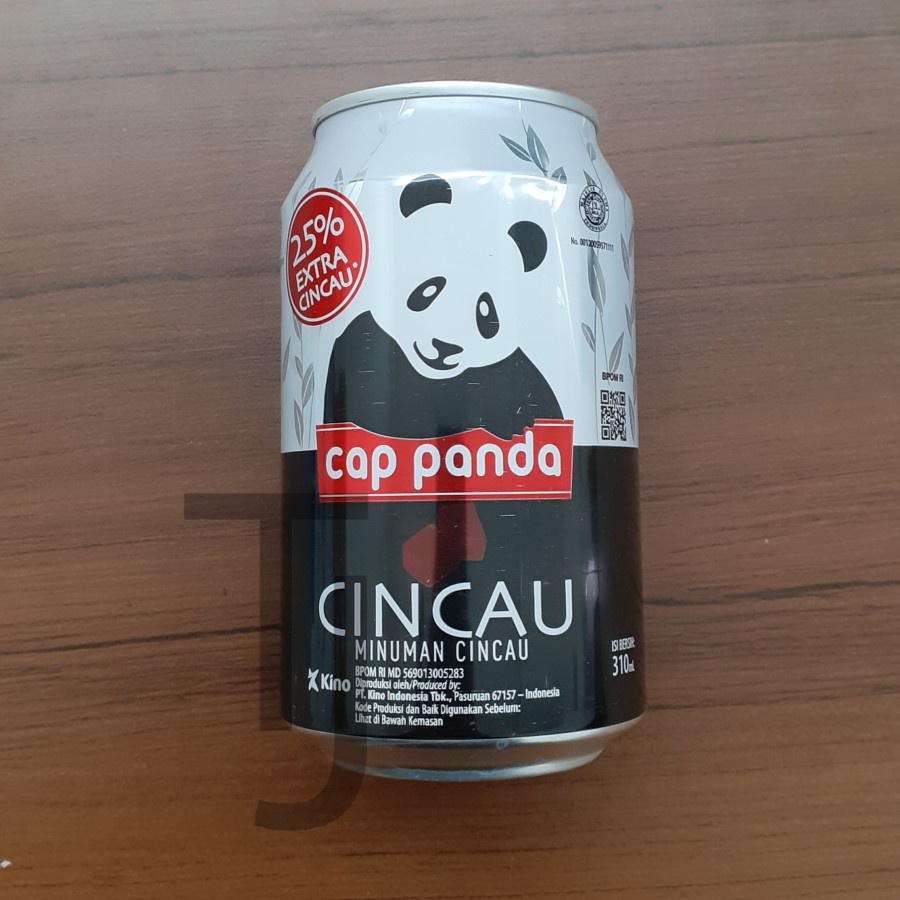 25%
EXTRA
CINCAU
No. 00120059571111
BPOM RI
cap panda
CINCAU
MINUMAN CINCAU
ISI BERSIH:
310mL
Kino
BPOM RI MD 569013005283
Diproduksi oleh/Produced by:
PT. Kino Indonesia Tbk., Pasuruan 67157 – Indonesia
Kode Produksi dan Baik Digunakan Sebelum:
Lihat di Bawah Kemasan
TJ